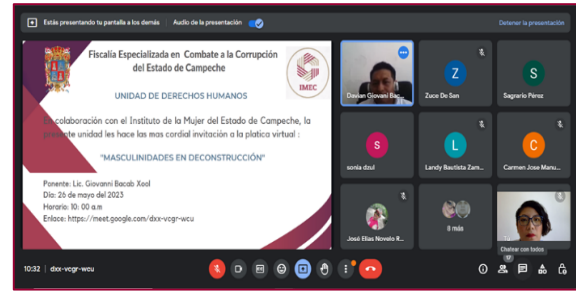 Estás presentando tu pantalla a los demás
Audio de la presentación
Detener la presentación
Fiscalía Especializada en Combate a la Corrupción
del Estado de Campeche
IMEC
UNIDAD DE DERECHOS HUMANOS
En colaboración con el Instituto de la Mujer del Estado de Campeche, la
presente unidad les hace las mas cordial invitación a la platica virtual :
"MASCULINIDADES EN DECONSTRUCCIÓN"
Ponente: Lic. Giovanni Bacab Xool
Día: 26 de mayo del 2023
Horario: 10: 00 a.m
Enlace: https://meet.google.com/dxx-vcgr-wcu
Davian Giovani Bac...
Z
Zuce De San
S
Sagrario Pérez
s
sonia dzul
L
Landy Bautista Zam...
C
Carmen Jose Manu...
José Elías Novelo R...
8 más
Tú
Chatear con todos
10:32 | dxx-vcgr-wcu
17